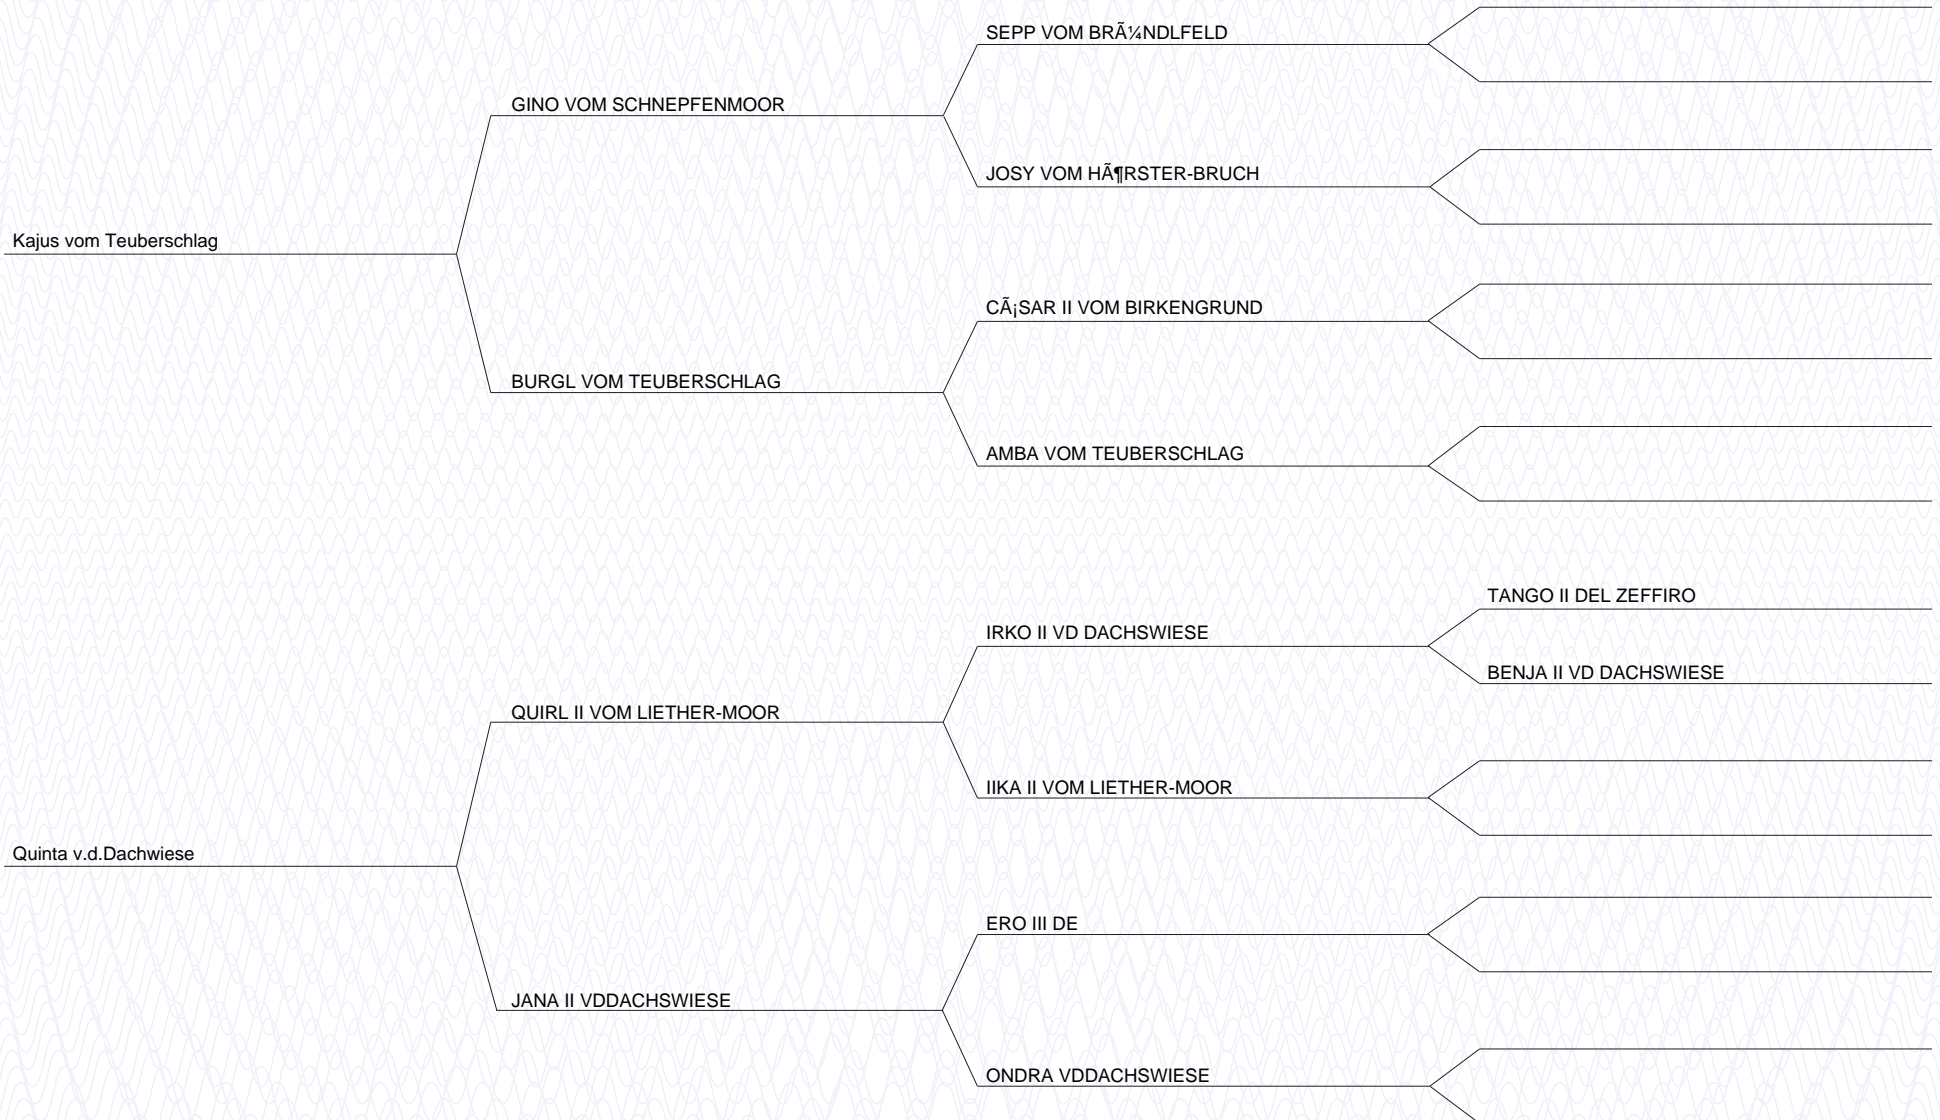 SEPP VOM BRÃ¼NDLFELD
GINO VOM SCHNEPFENMOOR
JOSY VOM HÃ¶RSTER-BRUCH
Kajus vom Teuberschlag
CÃ¡SAR II VOM BIRKENGRUND
BURGL VOM TEUBERSCHLAG
AMBA VOM TEUBERSCHLAG
TANGO II DEL ZEFFIRO
IRKO II VD DACHSWIESE
BENJA II VD DACHSWIESE
QUIRL II VOM LIETHER-MOOR
IIKA II VOM LIETHER-MOOR
Quinta v.d.Dachwiese
ERO III DE
JANA II VDDACHSWIESE
ONDRA VDDACHSWIESE